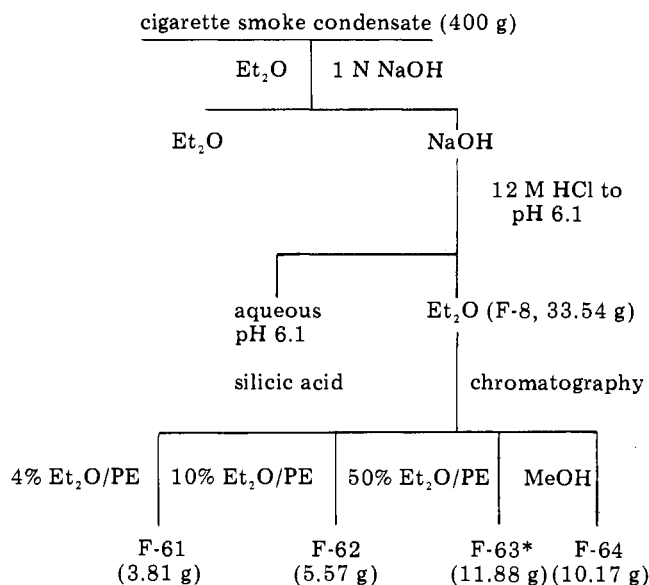 cigarette smoke condensate (400 g)
Et₂O 1 N NaOH
Et₂O NaOH
12 M HCl to
pH 6.1
aqueous
pH 6.1
Et₂O (F-8, 33.54 g)
silicic acid chromatography
4% Et₂O/PE 10% Et₂O/PE 50% Et₂O/PE MeOH
F-61 F-62 F-63* F-64
(3.81 g) (5.57 g) (11.88 g) (10.17 g)